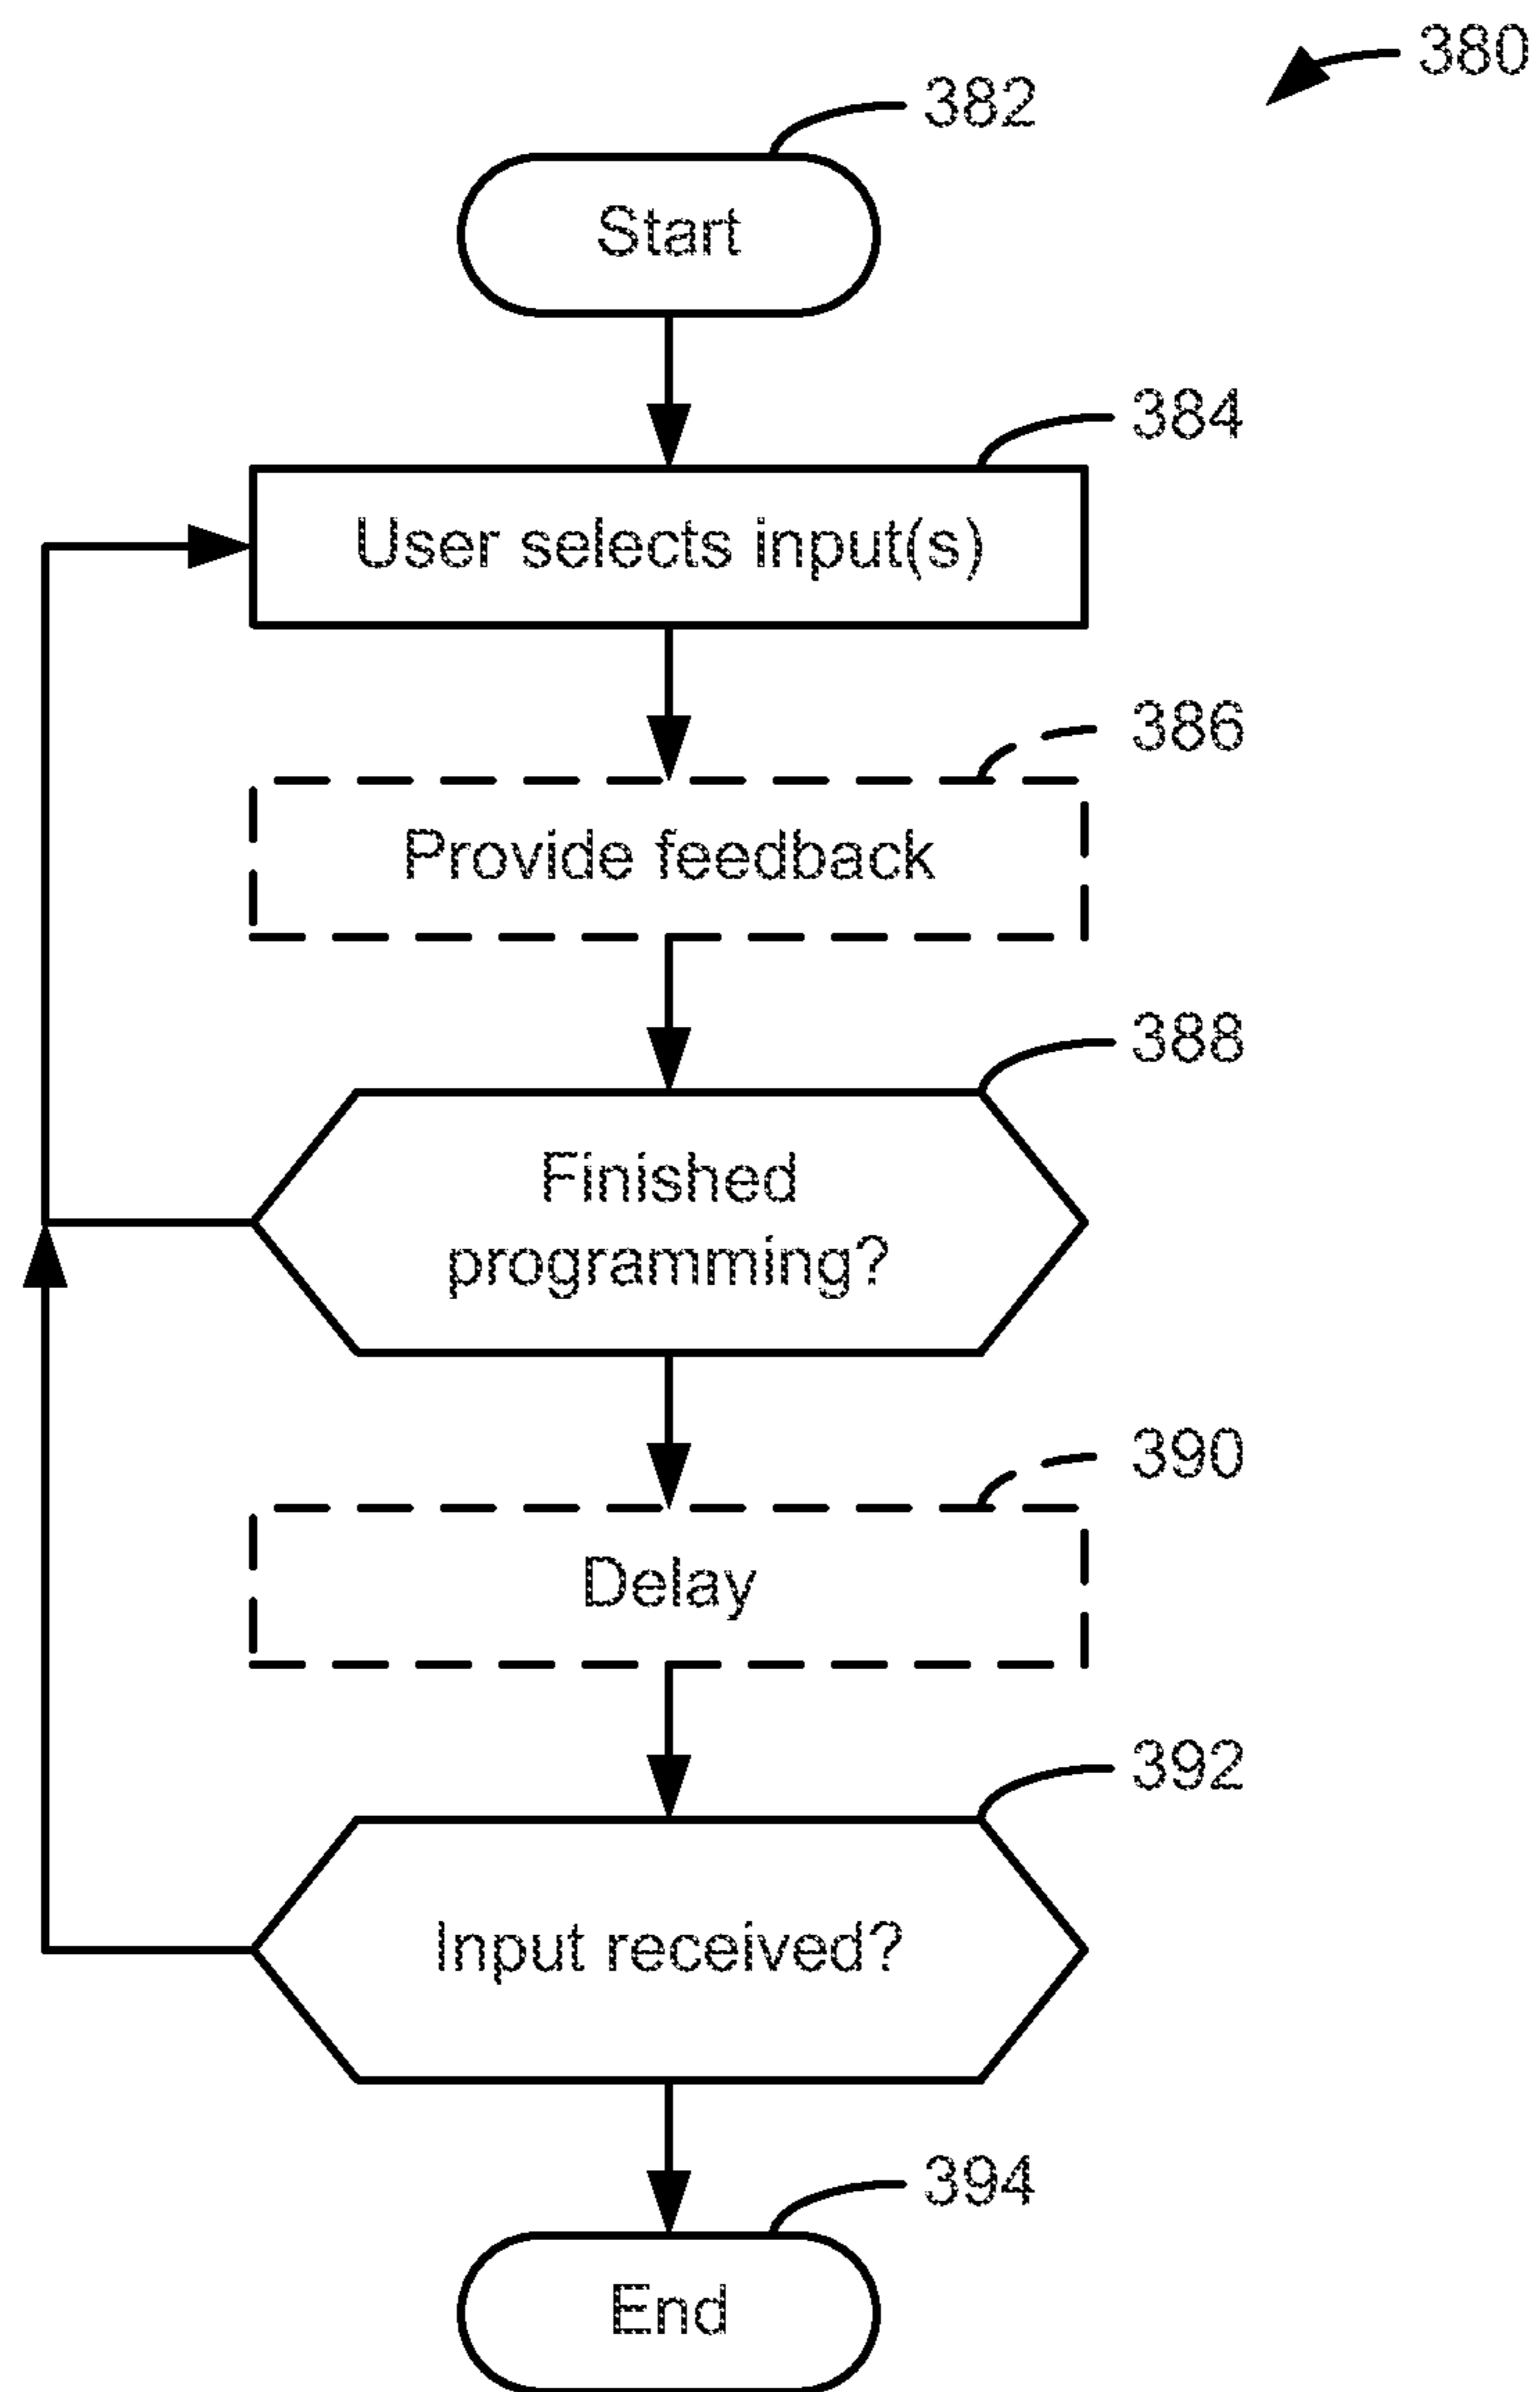 380
382
Start
384
User selects input(s)
386
Provide feedback
388
Finished
programming?
390
Delay
392
Input received?
394
End